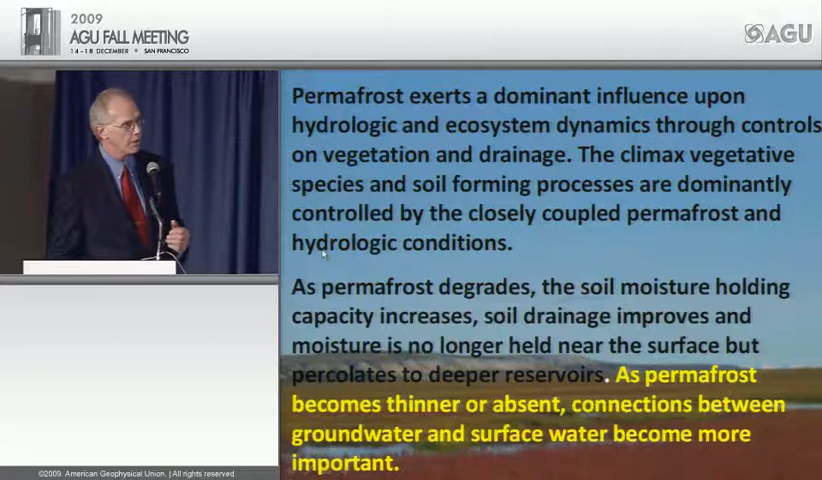 2009
AGU FALL MEETING
14-18 DECEMBER • SAN FRANCISCO
AGU
Permafrost exerts a dominant influence upon
hydrologic and ecosystem dynamics through controls
on vegetation and drainage. The climax vegetative
species and soil forming processes are dominantly
controlled by the closely coupled permafrost and
hydrologic conditions.
As permafrost degrades, the soil moisture holding
capacity increases, soil drainage improves and
moisture is no longer held near the surface but
percolates to deeper reservoirs. As permafrost
becomes thinner or absent, connections between
groundwater and surface water become more
important.
©2009. American Geophysical Union. | All rights reserved.